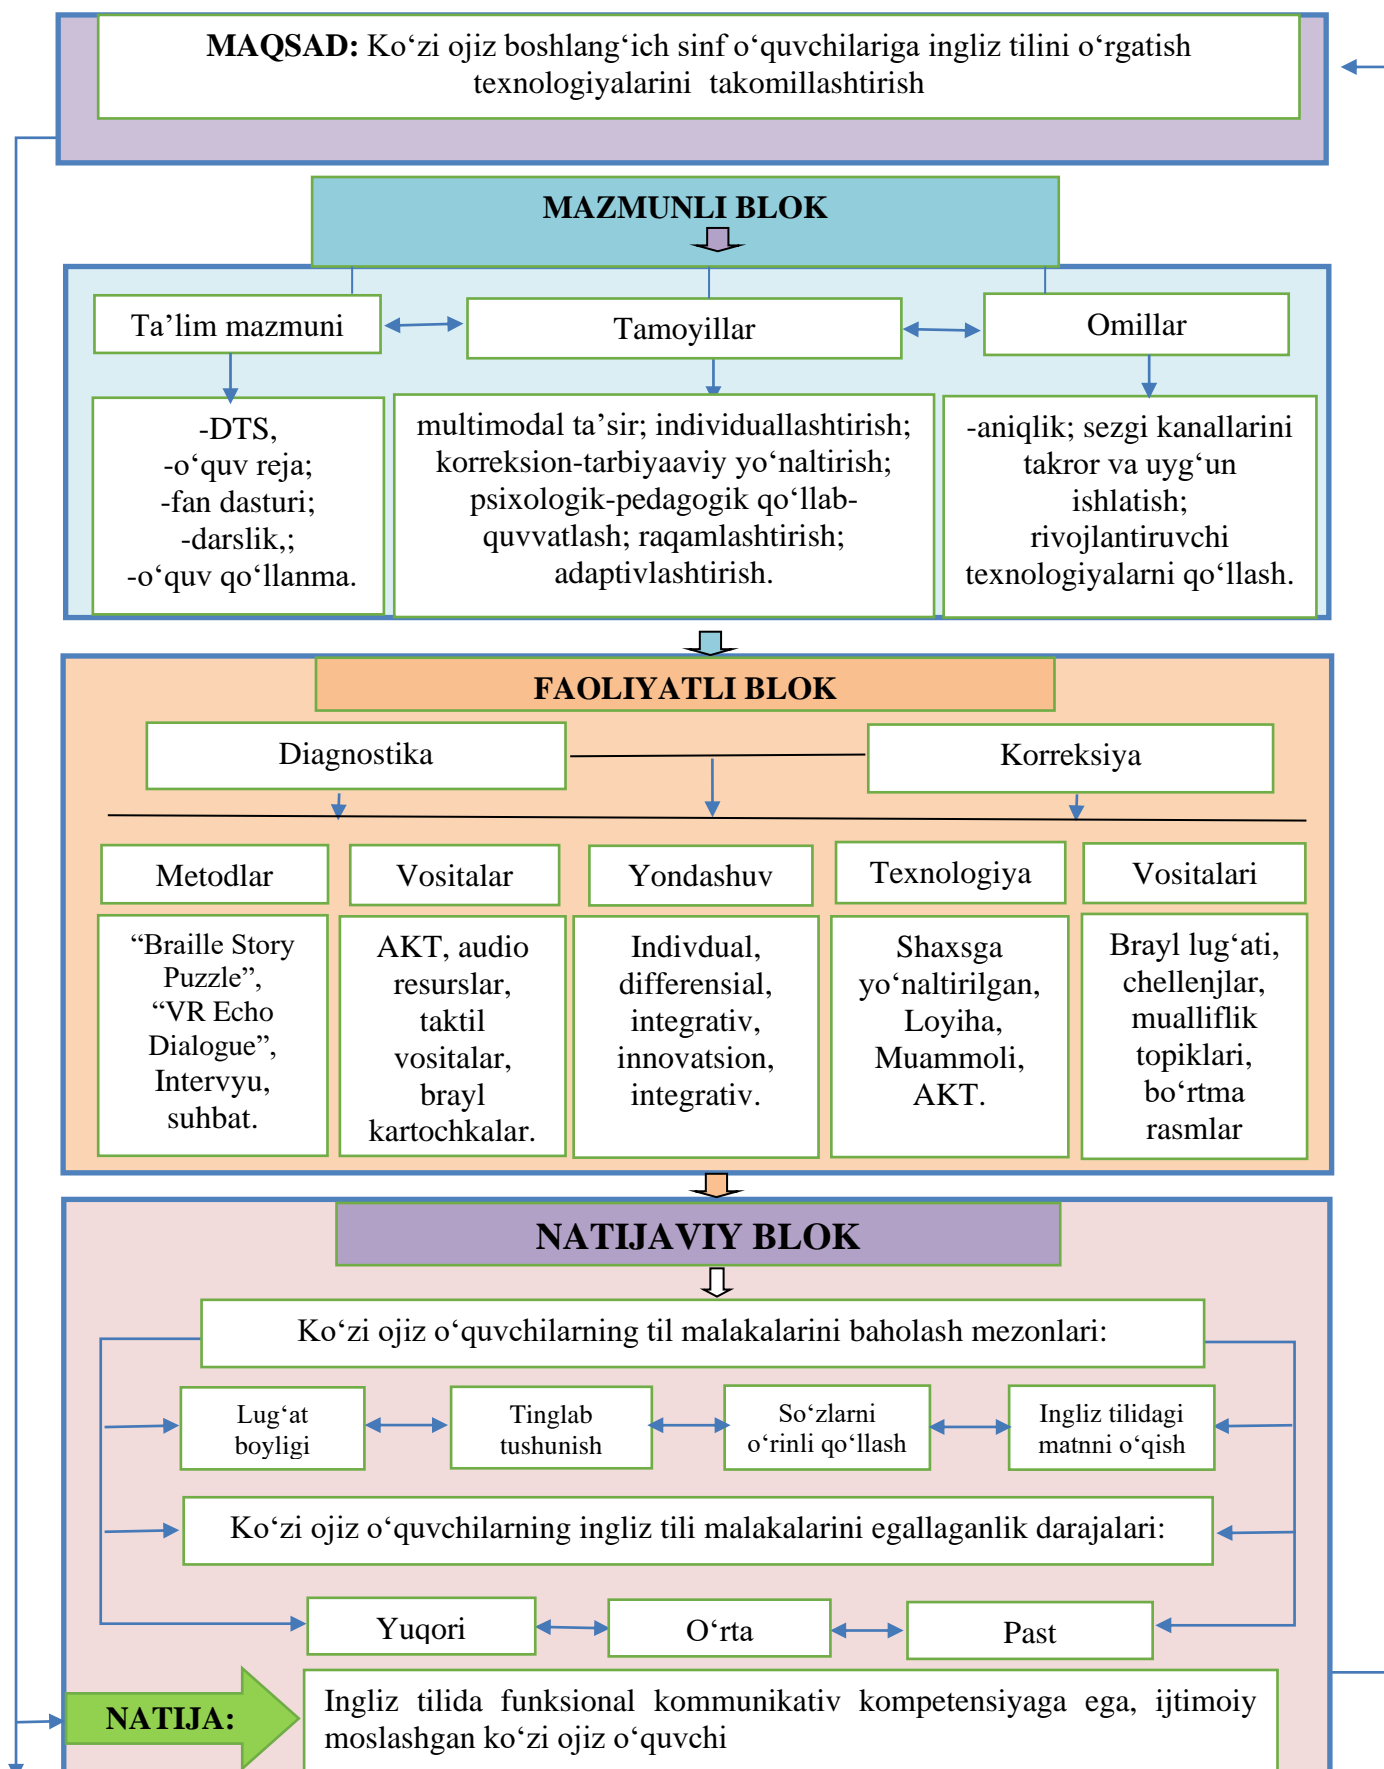 MAQSAD: Ko‘zi ojiz boshlang‘ich sinf o‘quvchilariga ingliz tilini o‘rgatish
texnologiyalarini takomillashtirish
MAZMUNLI BLOK
Ta’lim mazmuni
Tamoyillar
Omillar
-DTS,
-o‘quv reja;
-fan dasturi;
-darslik,;
-o‘quv qo‘llanma.
multimodal ta’sir; individuallashtirish;
korreksion-tarbiyaaviy yo‘naltirish;
psixologik-pedagogik qo‘llab-
quvvatlash; raqamlashtirish;
adaptivlashtirish.
-aniqlik; sezgi kanallarini
takror va uyg‘un
ishlatish;
rivojlantiruvchi
texnologiyalarni qo‘llash.
FAOLIYATLI BLOK
Diagnostika
Korreksiya
Metodlar
Vositalar
Yondashuv
Texnologiya
Vositalari
“Braille Story
Puzzle”,
“VR Echo
Dialogue”,
Intervyu,
suhbat.
AKT, audio
resurslar,
taktil
vositalar,
brayl
kartochkalar.
Indivdual,
differensial,
integrativ,
innovatsion,
integrativ.
Shaxsga
yo‘naltirilgan,
Loyiha,
Muammoli,
AKT.
Brayl lug‘ati,
chellenjlar,
mualliflik
topiklari,
bo‘rtma
rasmlar
NATIJAVIY BLOK
Ko‘zi ojiz o‘quvchilarning til malakalarini baholash mezonlari:
Lug‘at
boyligi
Tinglab
tushunish
So‘zlarni
o‘rinli qo‘llash
Ingliz tilidagi
matnni o‘qish
Ko‘zi ojiz o‘quvchilarning ingliz tili malakalarini egallaganlik darajalari:
Yuqori
O‘rta
Past
NATIJA:
Ingliz tilida funksional kommunikativ kompetensiyaga ega, ijtimoiy
moslashgan ko‘zi ojiz o‘quvchi